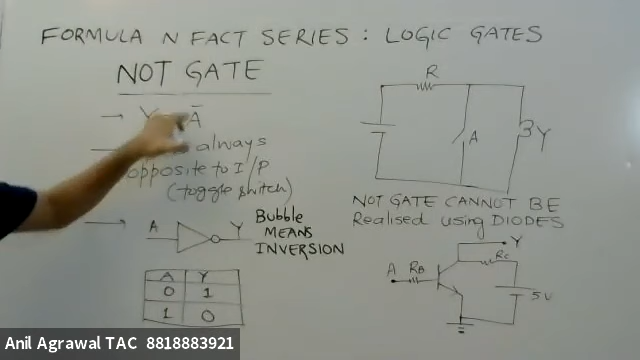 FORMULA N FACT SERIES: LOGIC GATES
NOT GATE
→ Y Ā
always
opposite to I/P
(toggle switch)
→ A Y
Bubble
MEANS
INVERSION
A Y
0 1
1 0
R
A
Y
NOT GATE CANNOT BE
Realised using DIODES
Y
A RB
RC
5V
Anil Agrawal TAC 8818883921